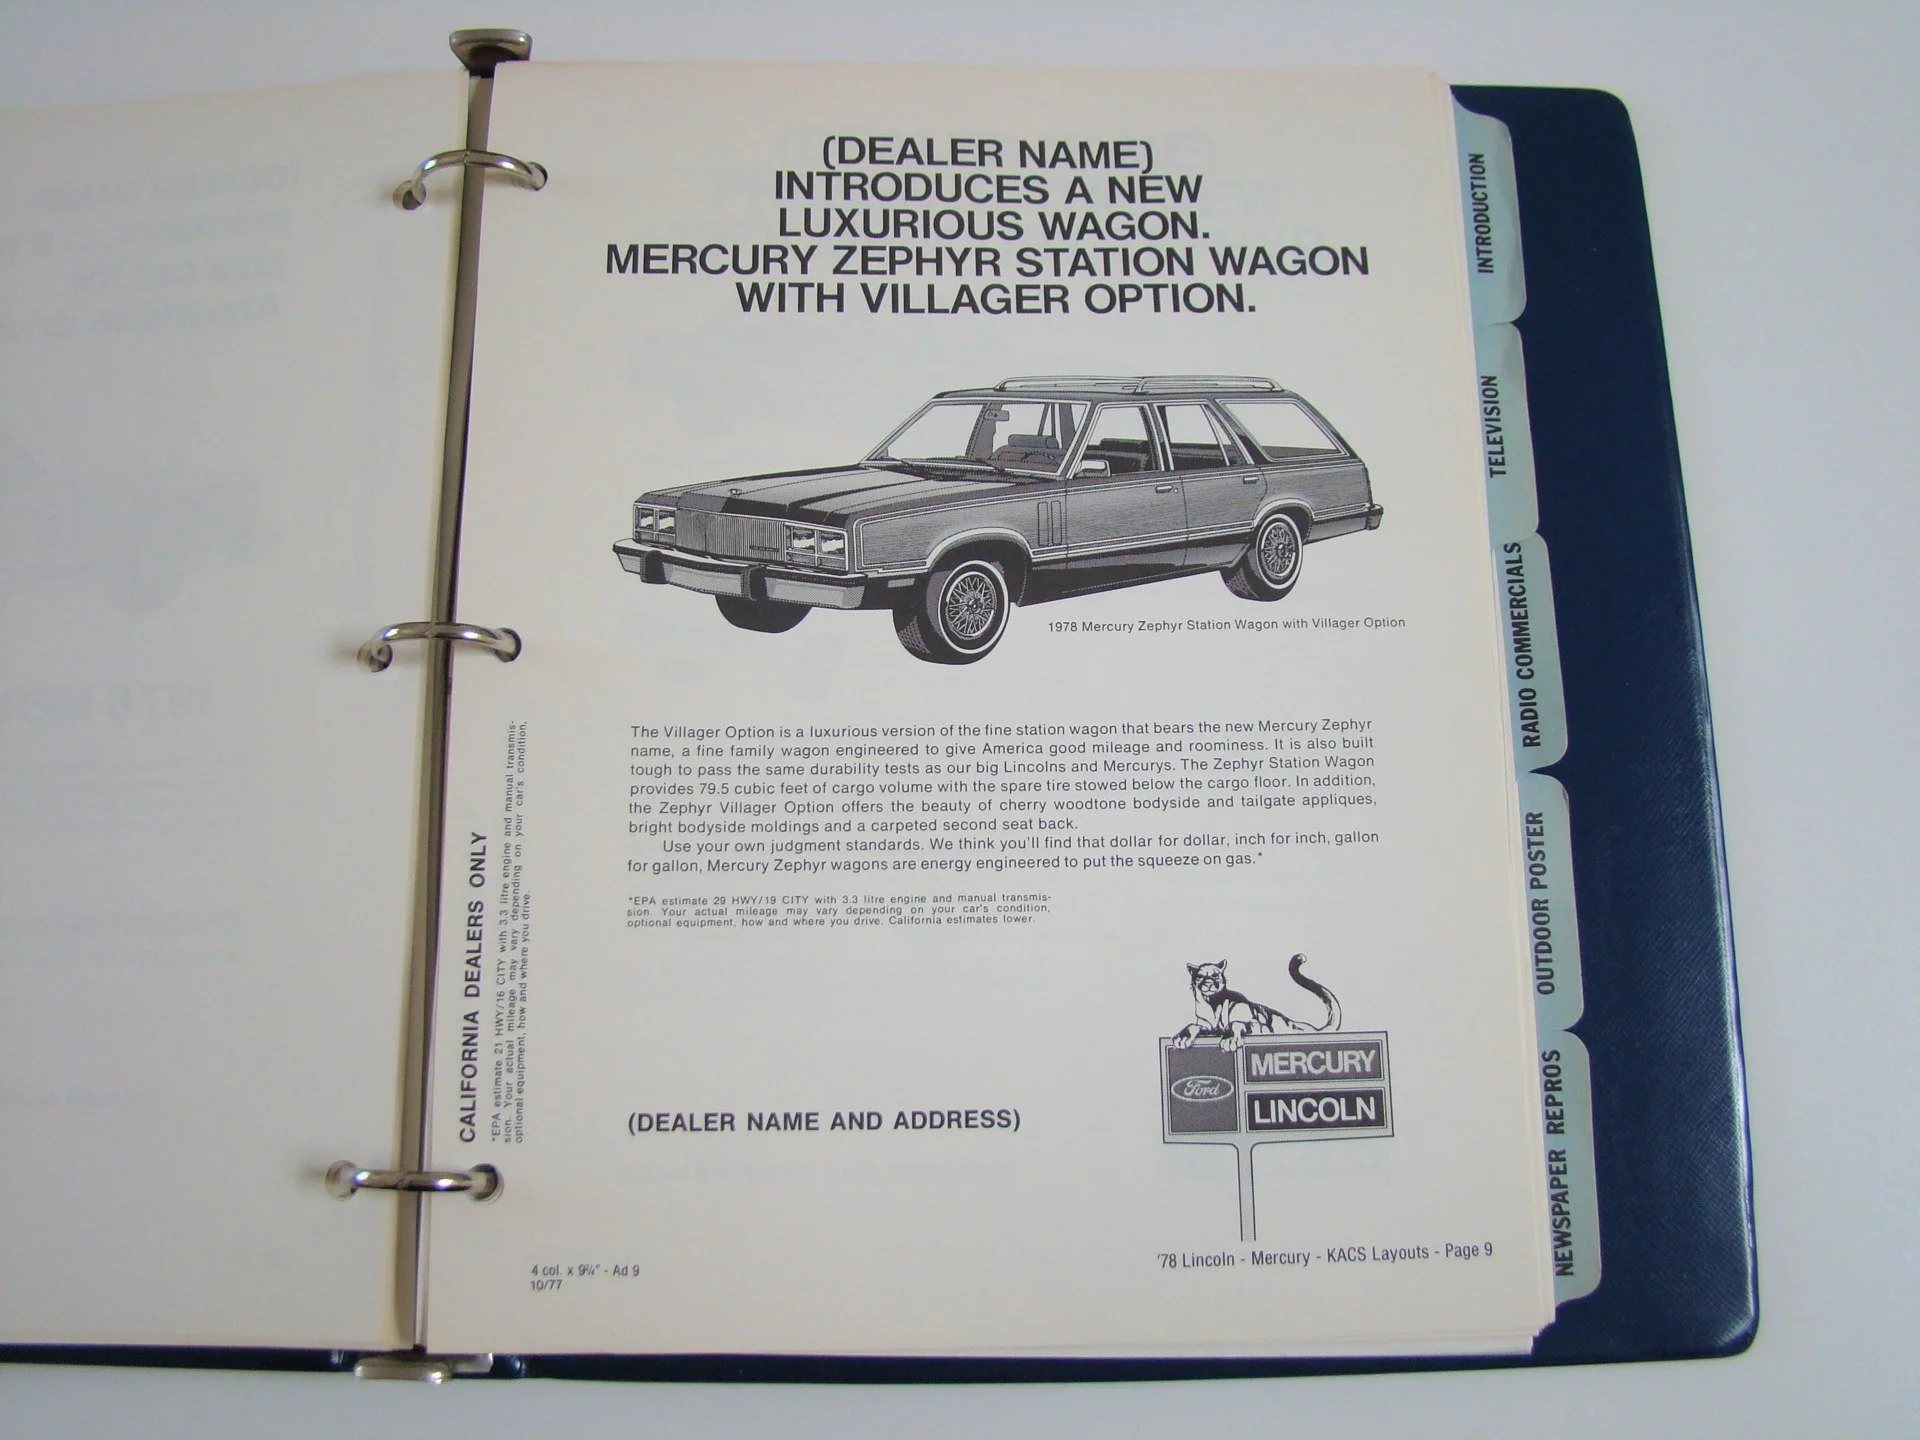 (DEALER NAME)
INTRODUCES A NEW
LUXURIOUS WAGON.
MERCURY ZEPHYR STATION WAGON
WITH VILLAGER OPTION.
1978 Mercury Zephyr Station Wagon with Villager Option
The Villager Option is a luxurious version of the fine station wagon that bears the new Mercury Zephyr
name, a fine family wagon engineered to give America good mileage and roominess. It is also built
tough to pass the same durability tests as our big Lincolns and Mercurys. The Zephyr Station Wagon
provides 79.5 cubic feet of cargo volume with the spare tire stowed below the cargo floor. In addition,
the Zephyr Villager Option offers the beauty of cherry woodtone bodyside and tailgate appliques,
bright bodyside moldings and a carpeted second seat back.
Use your own judgment standards. We think you'll find that dollar for dollar, inch for inch, gallon
for gallon, Mercury Zephyr wagons are energy engineered to put the squeeze on gas.*
*EPA estimate 29 HWY/19 CITY with 3.3 litre engine and manual transmis-
sion. Your actual mileage may vary depending on your car's condition,
optional equipment, how and where you drive. California estimates lower.
CALIFORNIA DEALERS ONLY
*EPA estimate 21 HWY/16 CITY with 3.3 litre engine and manual transmis-
sion. Your actual mileage may vary depending on your car's condition,
optional equipment, how and where you drive.
(DEALER NAME AND ADDRESS)
Ford
MERCURY
LINCOLN
4 col. x 9¾" - Ad 9
10/77
'78 Lincoln - Mercury - KACS Layouts - Page 9
INTRODUCTION
TELEVISION
RADIO COMMERCIALS
OUTDOOR POSTER
NEWSPAPER REPROS